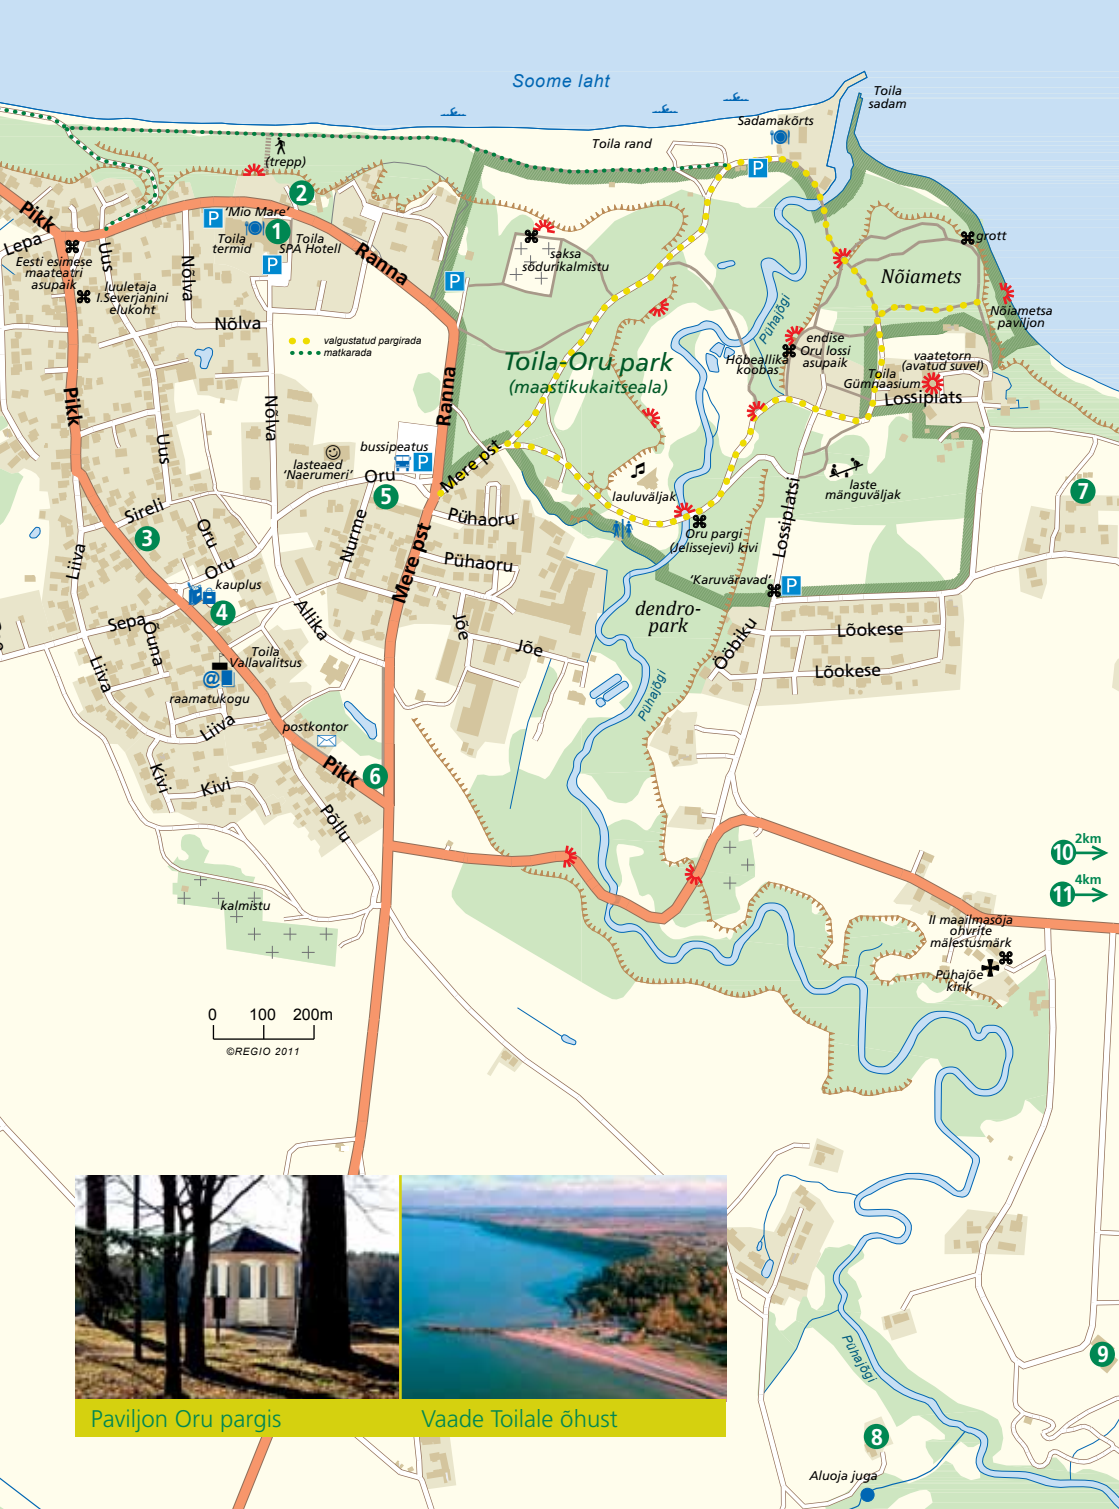 Soome laht
Toila
sadam
Sadamakõrts
Toila rand
P
(trepp)
2
Pikk
P
'Mio Mare'
1
Toila
termid
Toila
SPA Hotell
Lepa
Eesti esimese
maateatri
asupaik
Uus
luuletaja
I.Severjanini
elukoht
Nõlva
P
Ranna
P
saksa
sõdurikalmistu
grott
Nõiamets
Nõiametsa
paviljon
Nõlva
valgustatud pargirada
matkarada
Pühajõgi
Toila-Oru park
(maastikukaitseala)
Hõbeallika
koobas
endise
Oru lossi
asupaik
vaatetorn
(avatud suvel)
Toila
Gümnaasium
Lossiplats
Pikk
Nõlva
Ranna
Uus
bussipeatus
P
lasteaed
'Naerumeri'
Oru
5
Mere pst
lauluväljak
laste
mänguväljak
7
Sireli
3
Oru
Nurme
Pühaoru
Oru pargi
(Jelissejevi) kivi
Lossiplatsi
Liiva
Oru
Pühaoru
Mere pst
kauplus
4
'Karuväravad'
P
dendro-
park
Sepa
Õuna
Allika
Jõe
Jõe
Lõokese
Ööbiku
Lõokese
Toila
Vallavalitsus
Liiva
@
raamatukogu
Pühajõgi
Liiva
postkontor
Pikk
6
Kivi
Kivi
Põllu
10
2km
11
4km
kalmistu
II maailmasõja
ohvrite
mälestusmärk
Pühajõe
kirik
0 100 200m
©REGIO 2011
Pühajõgi
9
Paviljon Oru pargis
Vaade Toilale õhust
8
Aluoja juga